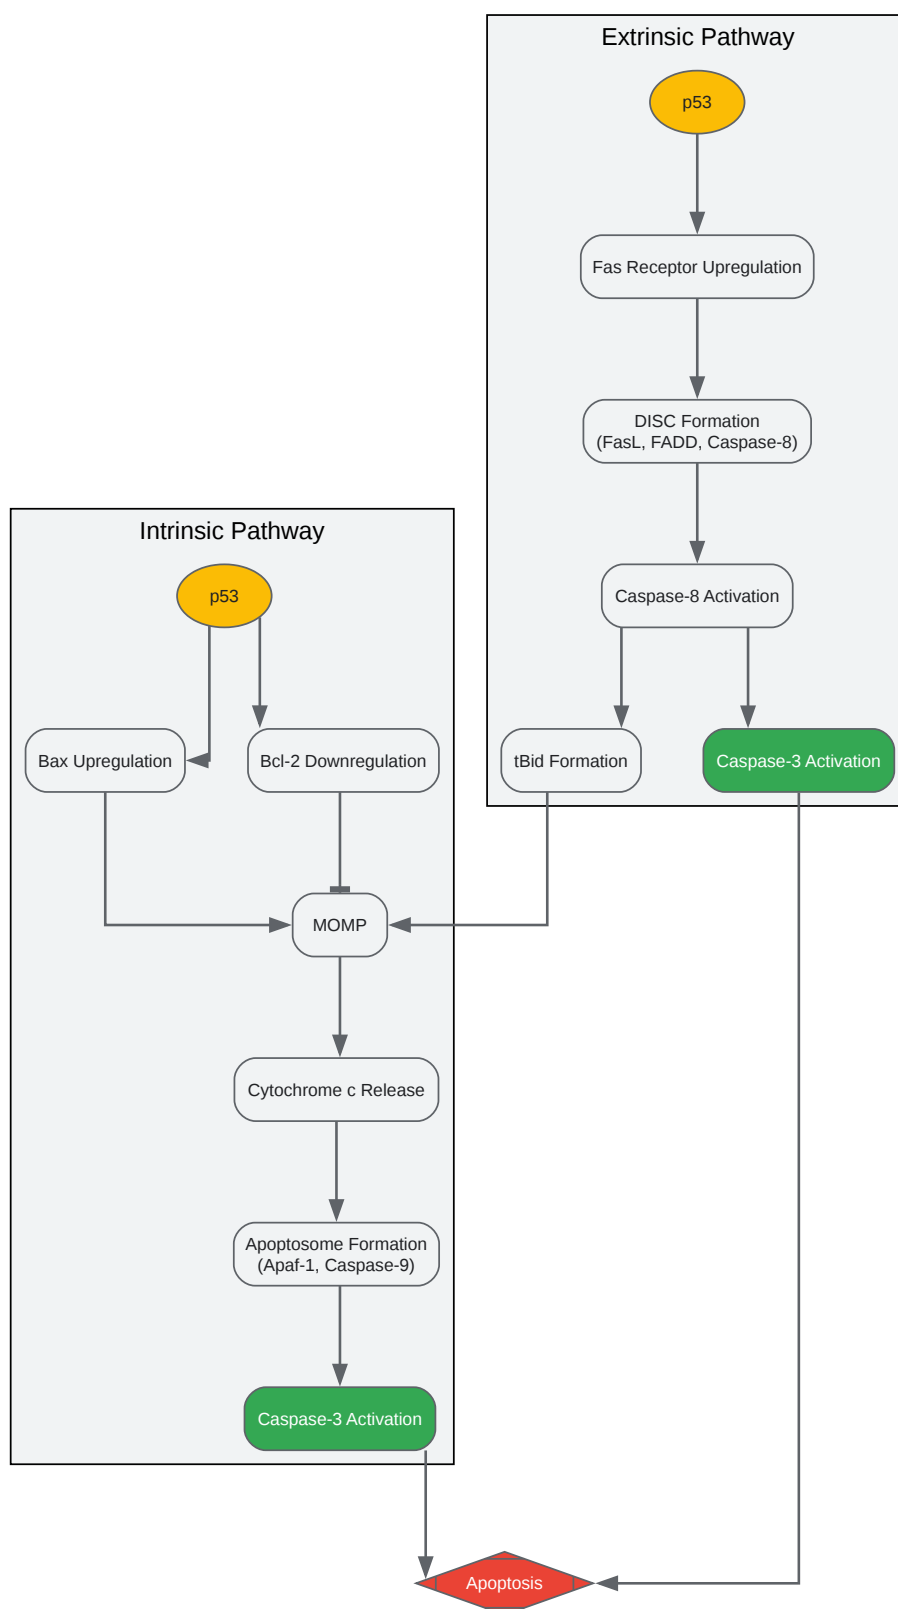 Extrinsic Pathway
p53
Fas Receptor Upregulation
DISC Formation
(FasL, FADD, Caspase-8)
Caspase-8 Activation
tBid Formation
Caspase-3 Activation
Intrinsic Pathway
p53
Bax Upregulation
Bcl-2 Downregulation
MOMP
Cytochrome c Release
Apoptosome Formation
(Apaf-1, Caspase-9)
Caspase-3 Activation
Apoptosis